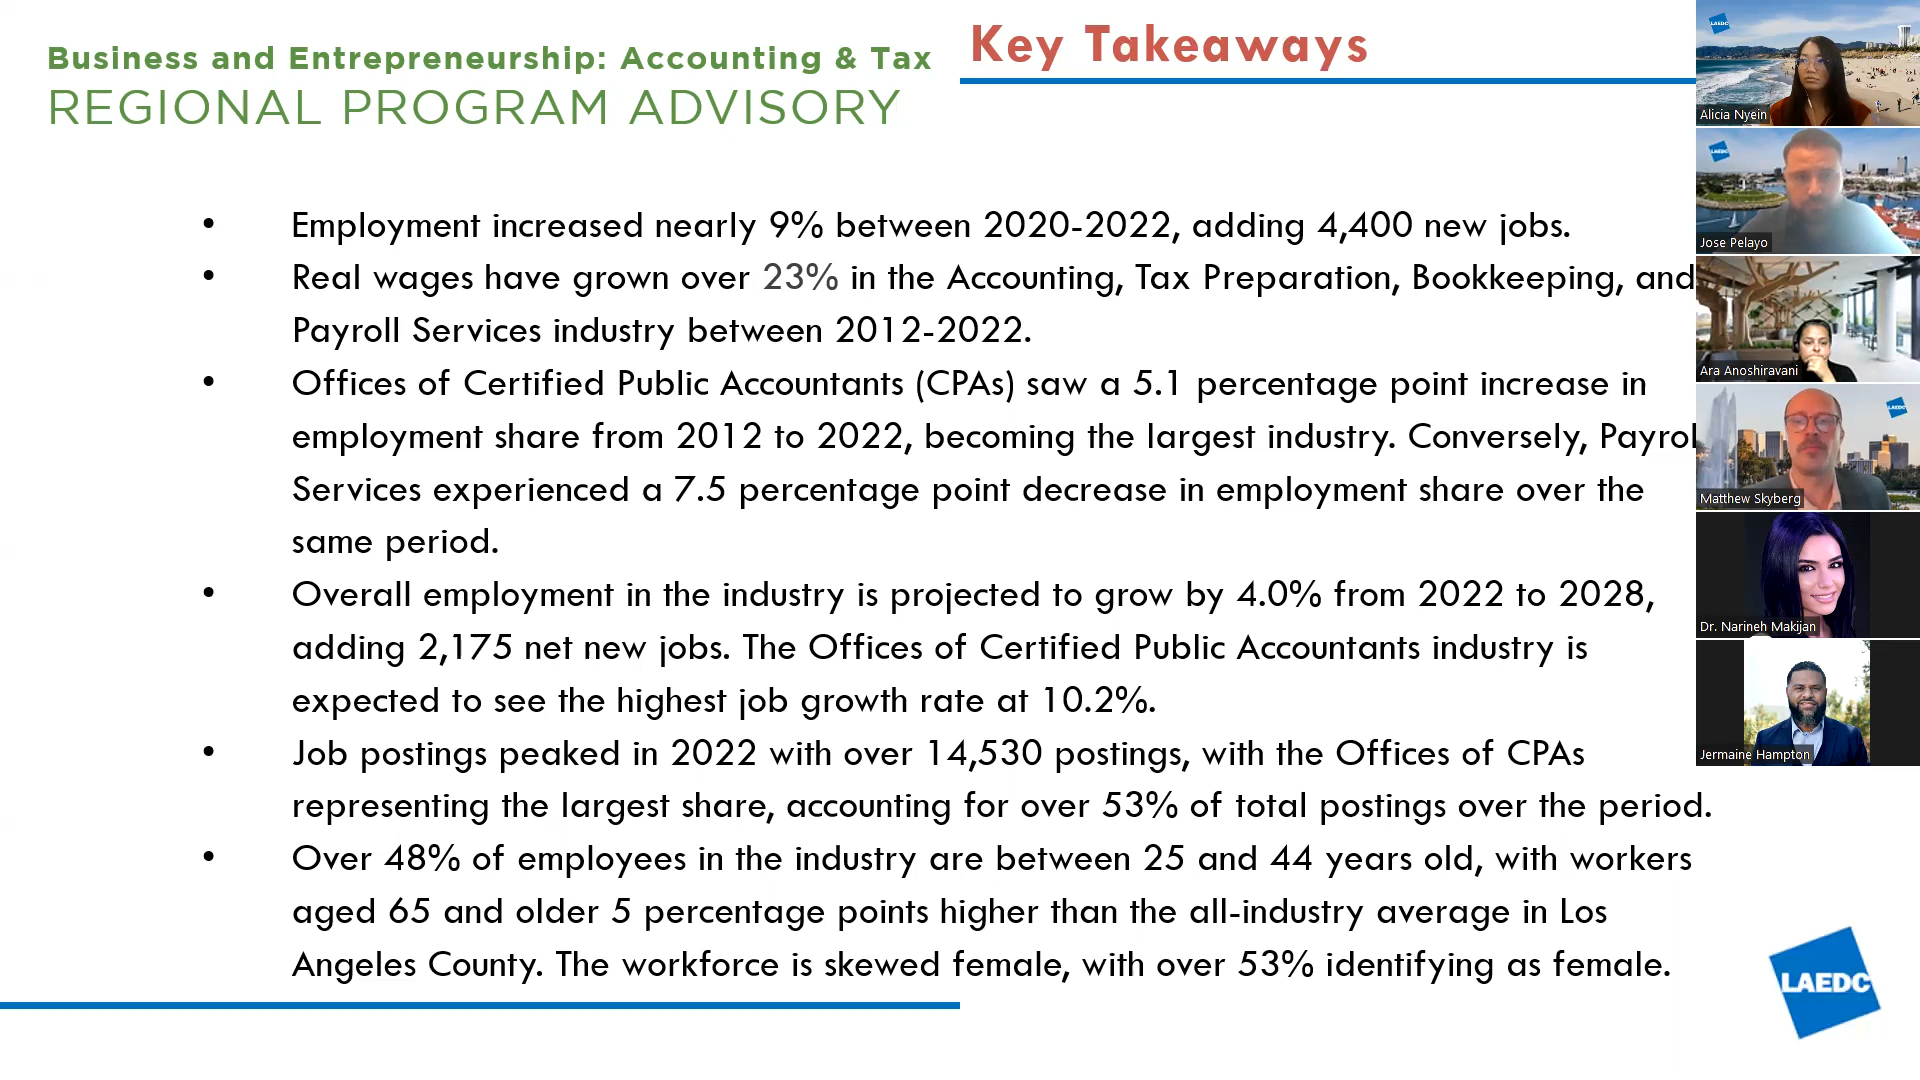 Business and Entrepreneurship: Accounting & Tax
REGIONAL PROGRAM ADVISORY
Key Takeaways
• Employment increased nearly 9% between 2020-2022, adding 4,400 new jobs.
• Real wages have grown over 23% in the Accounting, Tax Preparation, Bookkeeping, and
Payroll Services industry between 2012-2022.
• Offices of Certified Public Accountants (CPAs) saw a 5.1 percentage point increase in
employment share from 2012 to 2022, becoming the largest industry. Conversely, Payrol
Services experienced a 7.5 percentage point decrease in employment share over the
same period.
• Overall employment in the industry is projected to grow by 4.0% from 2022 to 2028,
adding 2,175 net new jobs. The Offices of Certified Public Accountants industry is
expected to see the highest job growth rate at 10.2%.
• Job postings peaked in 2022 with over 14,530 postings, with the Offices of CPAs
representing the largest share, accounting for over 53% of total postings over the period.
• Over 48% of employees in the industry are between 25 and 44 years old, with workers
aged 65 and older 5 percentage points higher than the all-industry average in Los
Angeles County. The workforce is skewed female, with over 53% identifying as female.
LAEDC
Alicia Nyein
LAEDC
Jose Pelayo
Ara Anoshiravani
LAEDC
Matthew Skyberg
Dr. Narineh Makijan
Jermaine Hampton
LAEDC